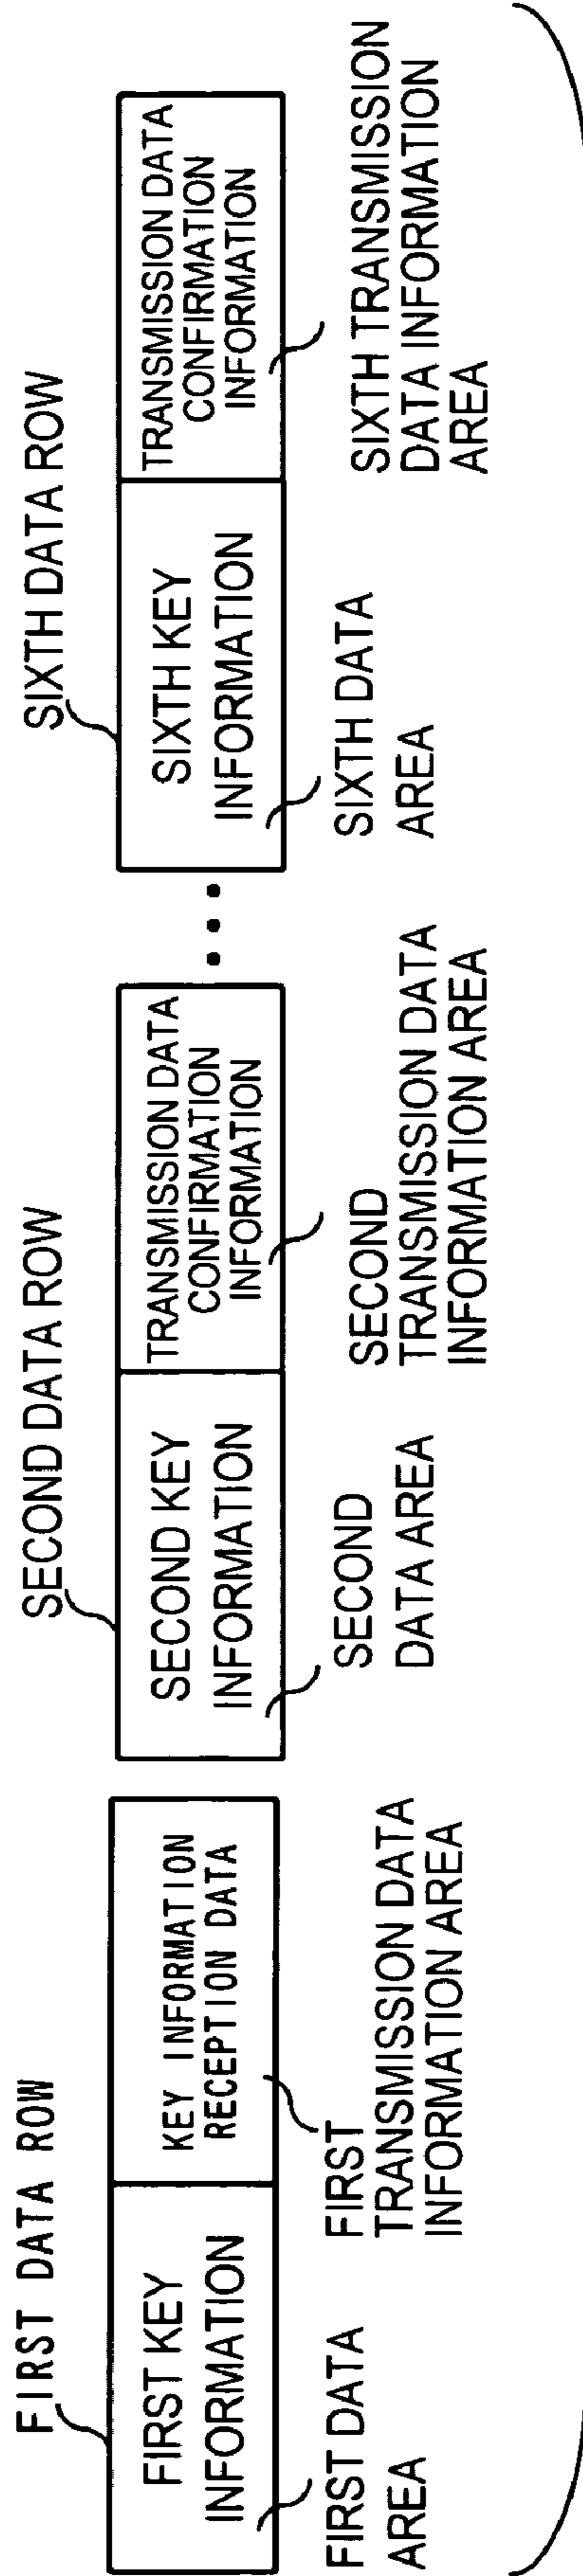 FIRST DATA ROW
FIRST KEY
INFORMATION
KEY INFORMATION
RECEPTION DATA
FIRST DATA
AREA
FIRST
TRANSMISSION DATA
INFORMATION AREA
SECOND DATA ROW
SECOND KEY
INFORMATION
TRANSMISSION DATA
CONFIRMATION
INFORMATION
SECOND
DATA AREA
SECOND
TRANSMISSION DATA
INFORMATION AREA
SIXTH DATA ROW
SIXTH KEY
INFORMATION
TRANSMISSION DATA
CONFIRMATION
INFORMATION
SIXTH DATA
AREA
SIXTH TRANSMISSION
DATA INFORMATION
AREA